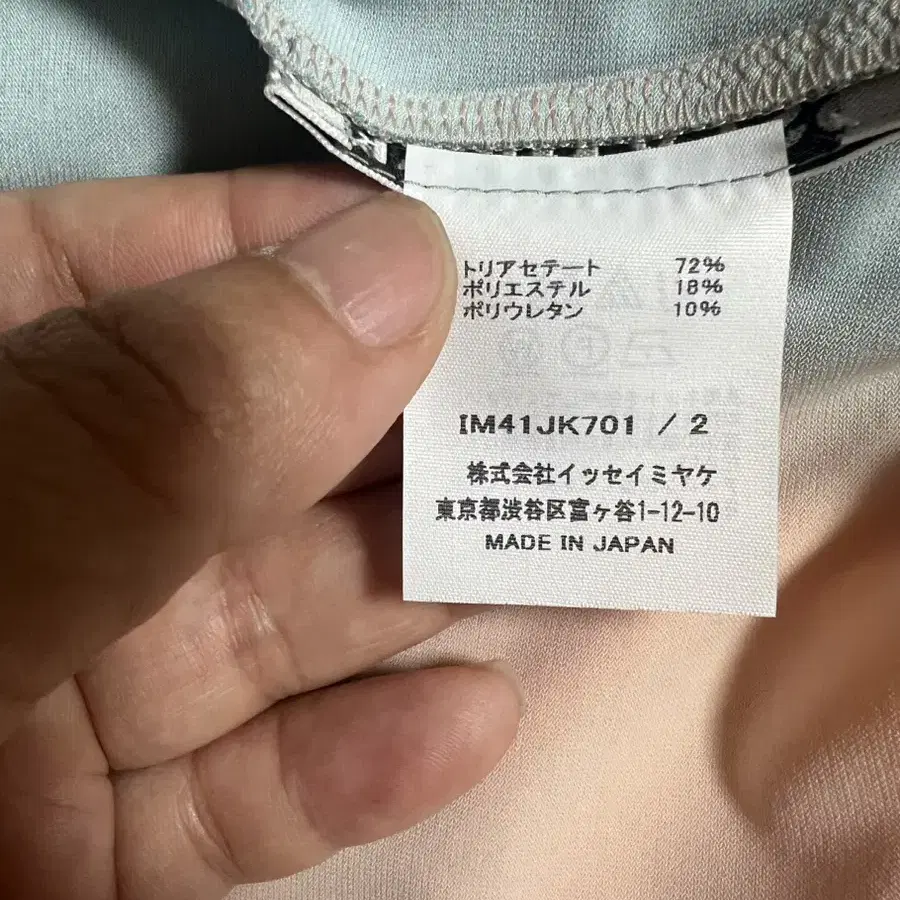 トリアセテート 72%
ポリエステル 18%
ポリウレタン 10%
IM41JK701 / 2
株式会社イッセイミヤケ
東京都渋谷区富ヶ谷1-12-10
MADE IN JAPAN